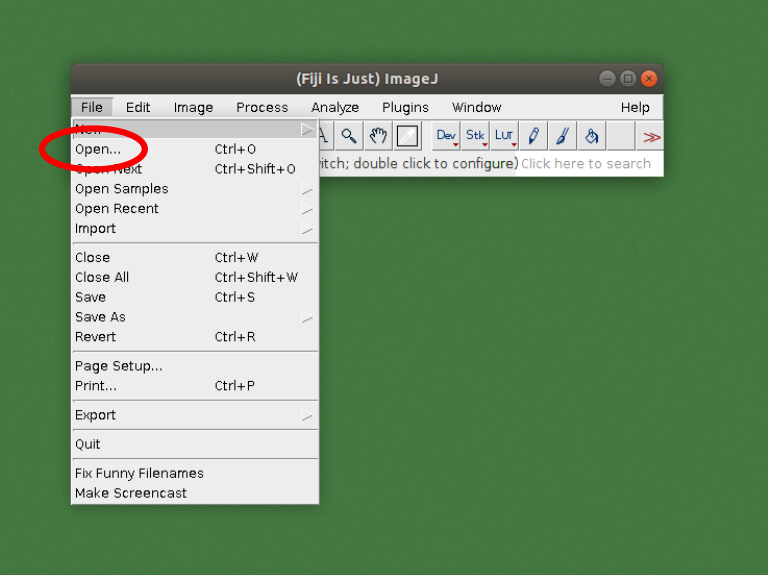 (Fiji Is Just) ImageJ
File Edit Image Process Analyze Plugins Window Help
New
Dev Stk LUT
Open... Ctrl+O
itch; double click to configure) Click here to search
Open Next Ctrl+Shift+O
Open Samples
Open Recent
Import
Close Ctrl+W
Close All Ctrl+Shift+W
Save Ctrl+S
Save As
Revert Ctrl+R
Page Setup...
Print... Ctrl+P
Export
Quit
Fix Funny Filenames
Make Screencast